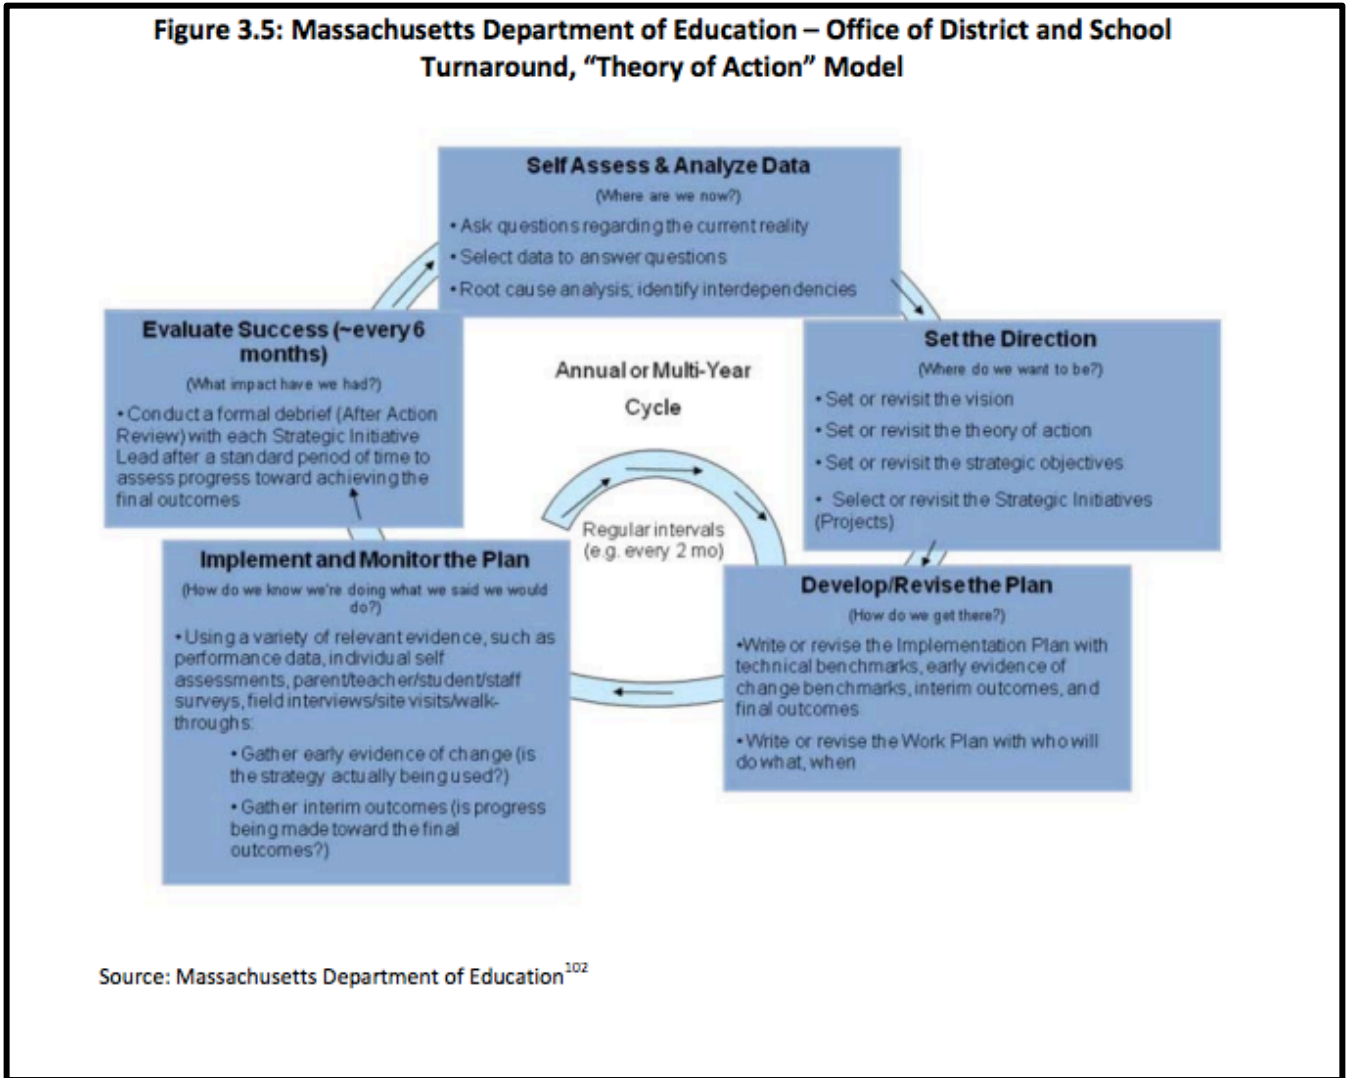 Figure 3.5: Massachusetts Department of Education – Office of District and School
Turnaround, “Theory of Action” Model
Self Assess & Analyze Data
(Where are we now?)
• Ask questions regarding the current reality
• Select data to answer questions
• Root cause analysis; identify interdependencies
Set the Direction
(Where do we want to be?)
• Set or revisit the vision
• Set or revisit the theory of action
• Set or revisit the strategic objectives
• Select or revisit the Strategic Initiatives
(Projects)
Develop/Revise the Plan
(How do we get there?)
•Write or revise the Implementation Plan with
technical benchmarks, early evidence of
change benchmarks, interim outcomes, and
final outcomes
•Write or revise the Work Plan with who will
do what, when
Implement and Monitor the Plan
(How do we know we're doing what we said we would
do?)
•Using a variety of relevant evidence, such as
performance data, individual self
assessments, parent/teacher/student/staff
surveys, field interviews/site visits/walk-
throughs:
• Gather early evidence of change (is
the strategy actually being used?)
• Gather interim outcomes (is progress
being made toward the final
outcomes?)
Evaluate Success (~every 6
months)
(What impact have we had?)
• Conduct a formal debrief (After Action
Review) with each Strategic Initiative
Lead after a standard period of time to
assess progress toward achieving the
final outcomes
Annual or Multi-Year
Cycle
Regular intervals
(e.g. every 2 mo)
Source: Massachusetts Department of Education102